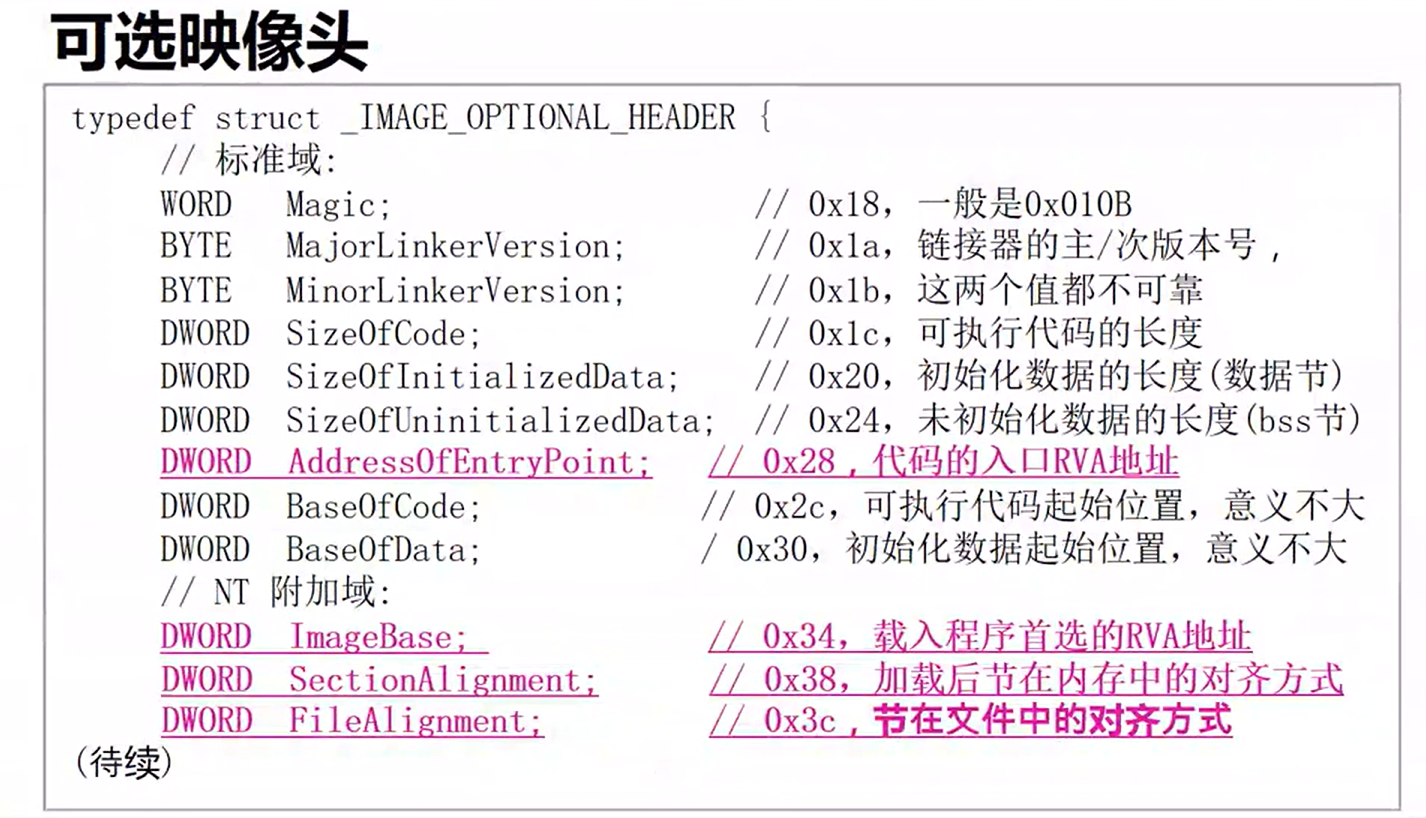 可选映像头
typedef struct _IMAGE_OPTIONAL_HEADER {
// 标准域:
WORD Magic; // 0x18，一般是0x010B
BYTE MajorLinkerVersion; // 0x1a，链接器的主/次版本号 ,
BYTE MinorLinkerVersion; // 0x1b，这两个值都不可靠
DWORD SizeOfCode; // 0x1c，可执行代码的长度
DWORD SizeOfInitializedData; // 0x20，初始化数据的长度(数据节)
DWORD SizeOfUninitializedData; // 0x24，未初始化数据的长度(bss节)
DWORD AddressOfEntryPoint; // 0x28 , 代码的入口RVA地址
DWORD BaseOfCode; // 0x2c，可执行代码起始位置，意义不大
DWORD BaseOfData; / 0x30，初始化数据起始位置，意义不大
// NT 附加域:
DWORD ImageBase; // 0x34，载入程序首选的RVA地址
DWORD SectionAlignment; // 0x38，加载后节在内存中的对齐方式
DWORD FileAlignment; // 0x3c , 节在文件中的对齐方式
(待续)